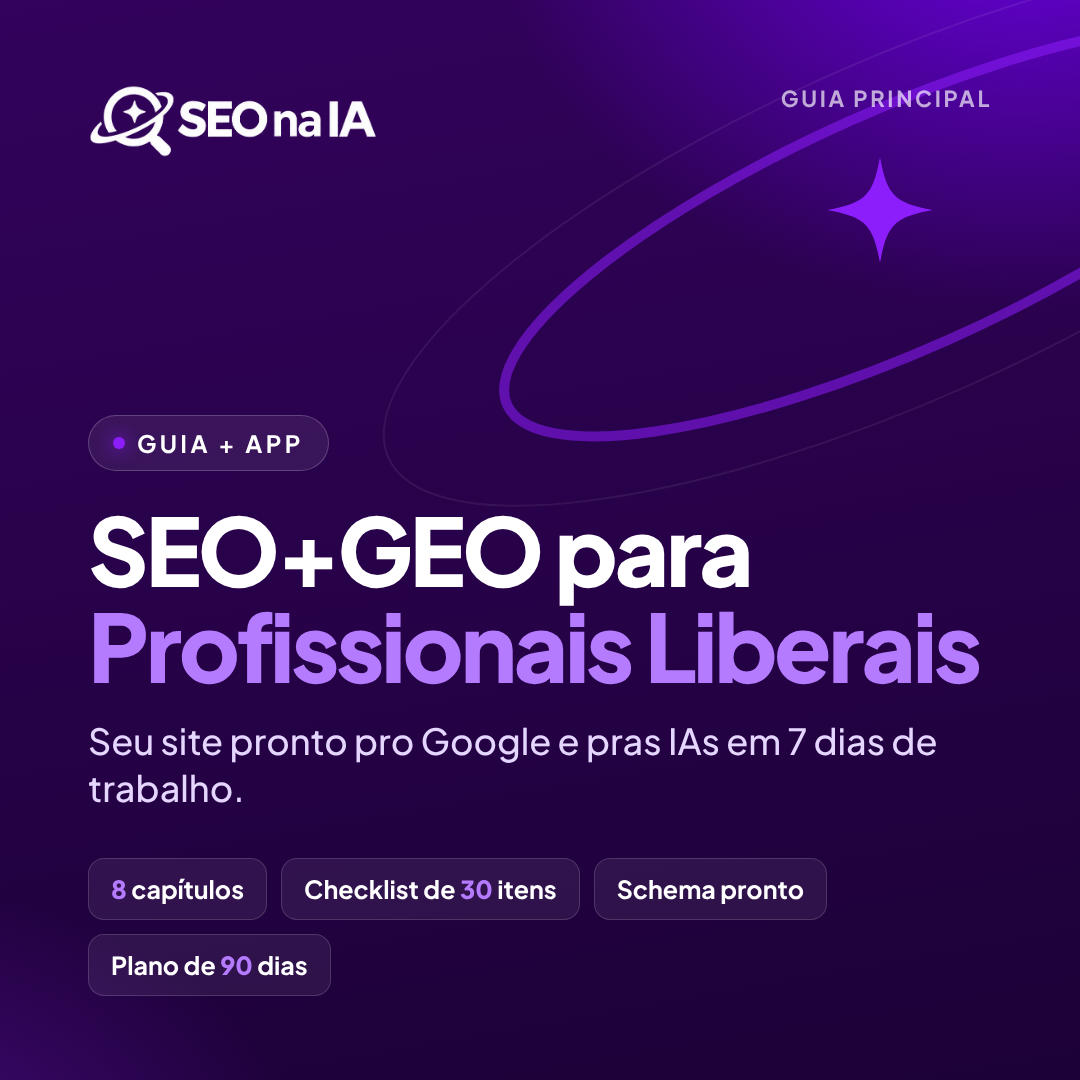 SEO na IA
GUIA PRINCIPAL
GUIA + APP
SEO+GEO para
Profissionais Liberais
Seu site pronto pro Google e pras IAs em 7 dias de
trabalho.
8 capítulos
Checklist de 30 itens
Schema pronto
Plano de 90 dias